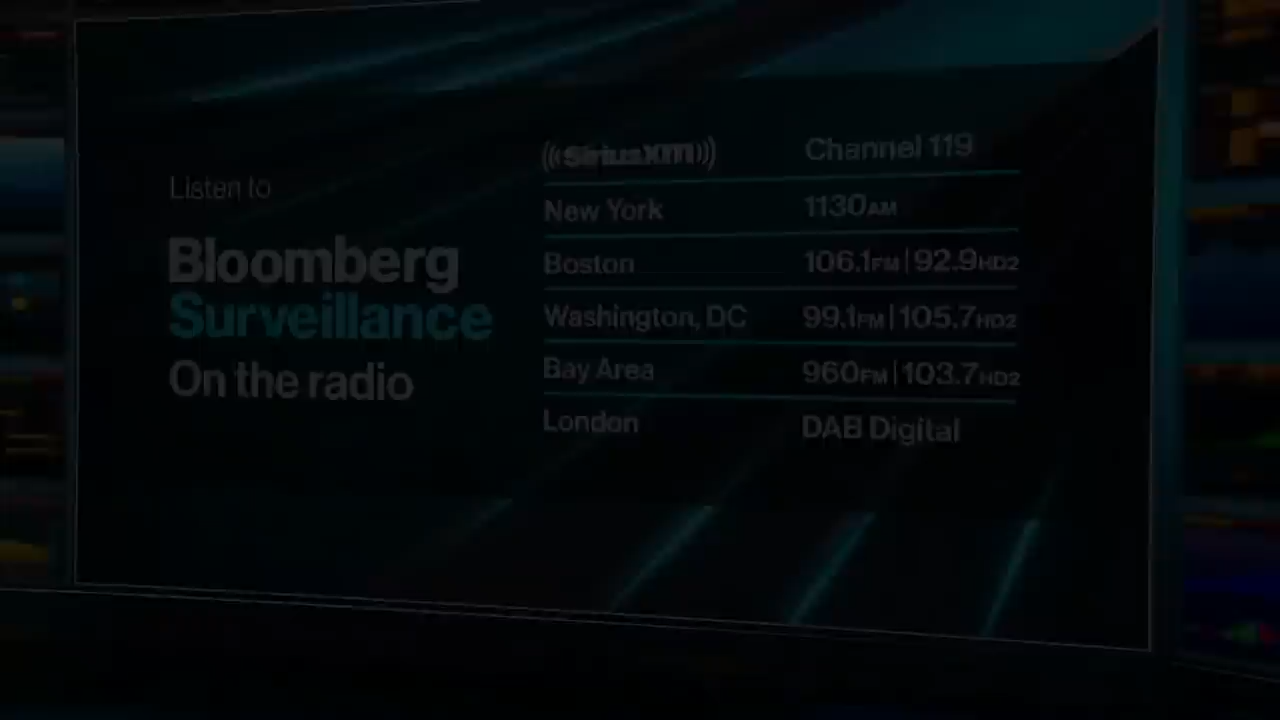 Listen to
Bloomberg
Surveillance
On the radio
SiriusXM Channel 119
New York 1130AM
Boston 106.1FM | 92.9HD2
Washington, DC 99.1FM | 105.7HD2
Bay Area 960FM | 103.7HD2
London DAB Digital